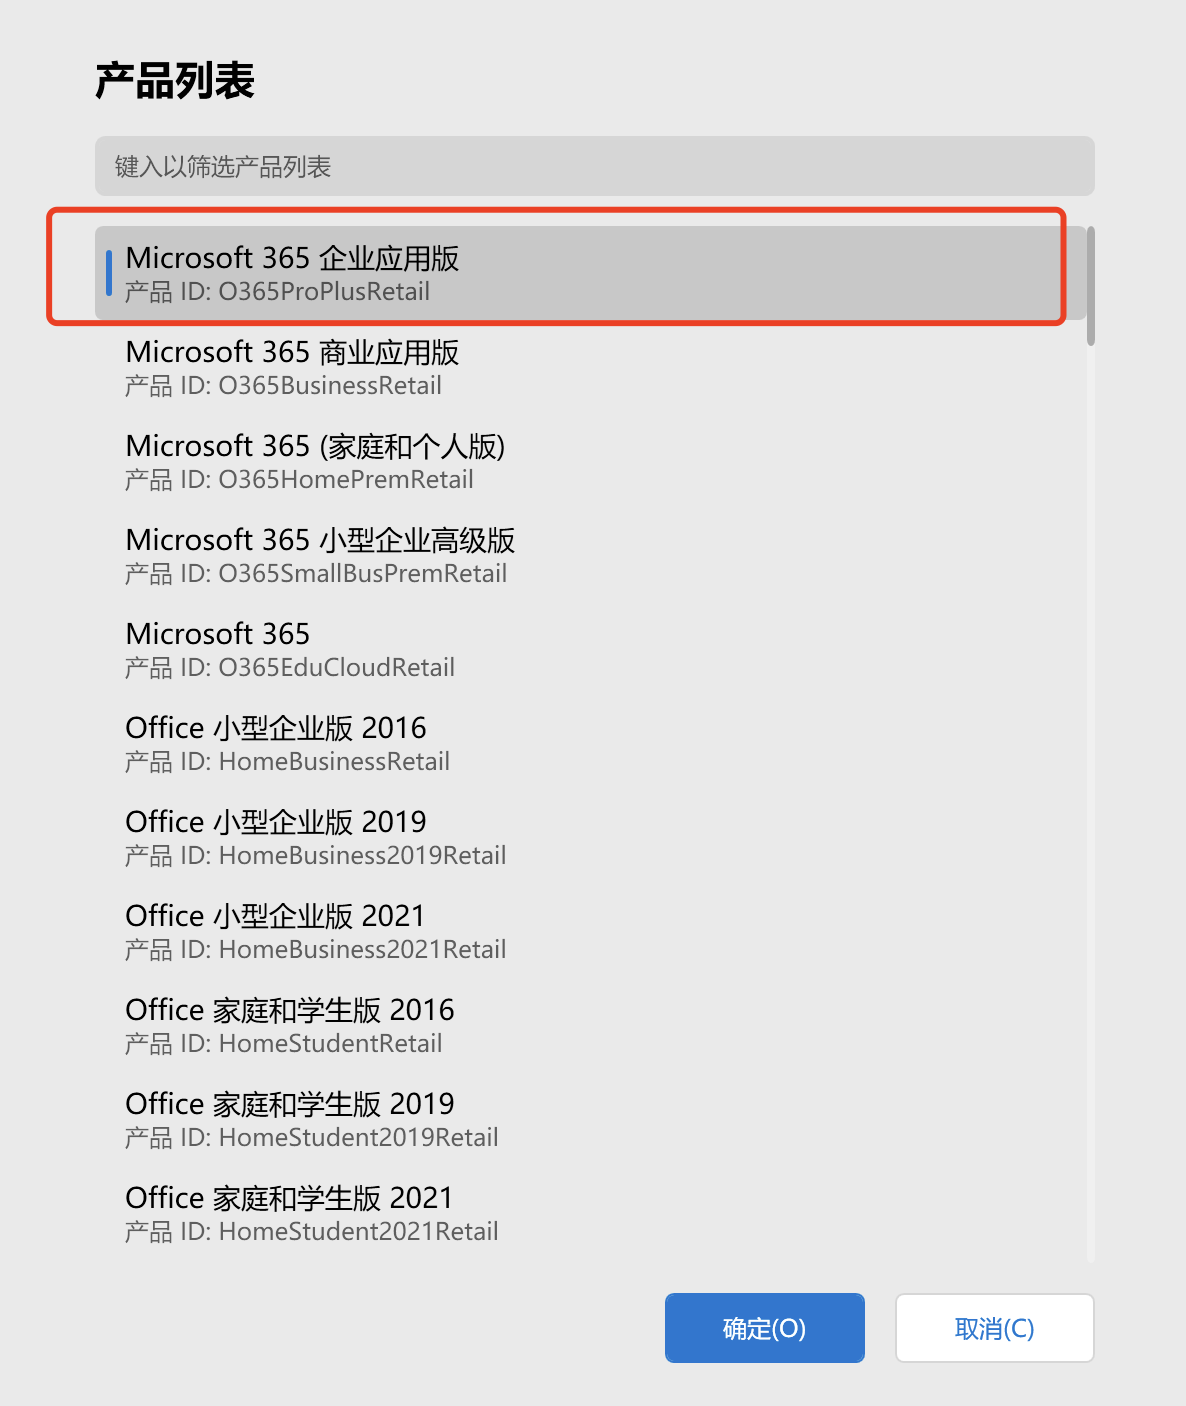 产品列表
键入以筛选产品列表
Microsoft 365 企业应用版
产品 ID: O365ProPlusRetail
Microsoft 365 商业应用版
产品 ID: O365BusinessRetail
Microsoft 365 (家庭和个人版)
产品 ID: O365HomePremRetail
Microsoft 365 小型企业高级版
产品 ID: O365SmallBusPremRetail
Microsoft 365
产品 ID: O365EduCloudRetail
Office 小型企业版 2016
产品 ID: HomeBusinessRetail
Office 小型企业版 2019
产品 ID: HomeBusiness2019Retail
Office 小型企业版 2021
产品 ID: HomeBusiness2021Retail
Office 家庭和学生版 2016
产品 ID: HomeStudentRetail
Office 家庭和学生版 2019
产品 ID: HomeStudent2019Retail
Office 家庭和学生版 2021
产品 ID: HomeStudent2021Retail
确定(O)
取消(C)